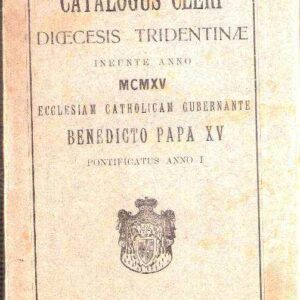 CATALOGUS CLERI
DIŒCESIS TRIDENTINÆ
INEUNTE ANNO
MCMXV
ECCLESIAM CATHOLICAM GUBERNANTE
BENEDICTO PAPA XV
PONTIFICATUS ANNO I